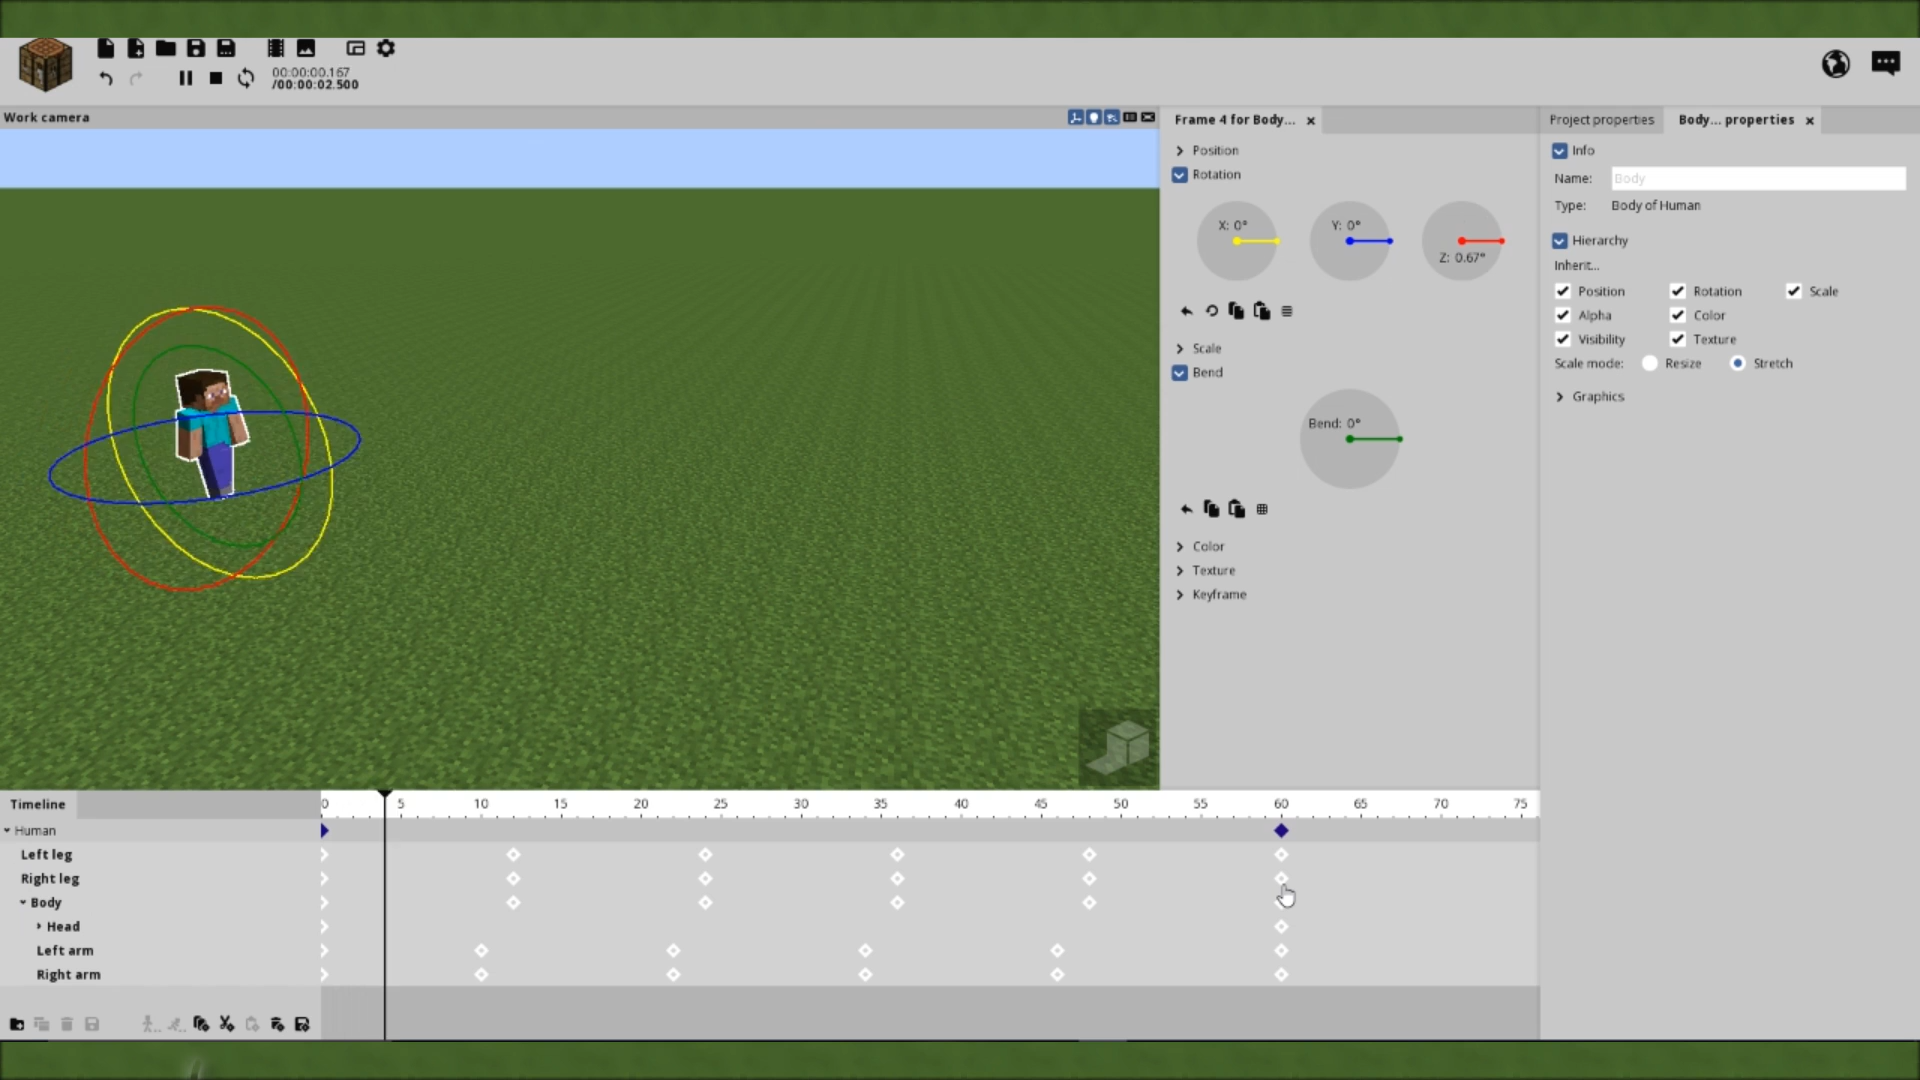 00:00:00.167
/00:00:02.500
Work camera
Frame 4 for Body...
Position
Rotation
X: 0°
Y: 0°
Z: 0.67°
Scale
Bend
Bend: 0°
Color
Texture
Keyframe
Project properties
Body... properties
Info
Name: Body
Type: Body of Human
Hierarchy
Inherit...
Position Rotation Scale
Alpha Color
Visibility Texture
Scale mode: Resize Stretch
Graphics
Timeline
0 5 10 15 20 25 30 35 40 45 50 55 60 65 70 75
Human
Left leg
Right leg
Body
Head
Left arm
Right arm